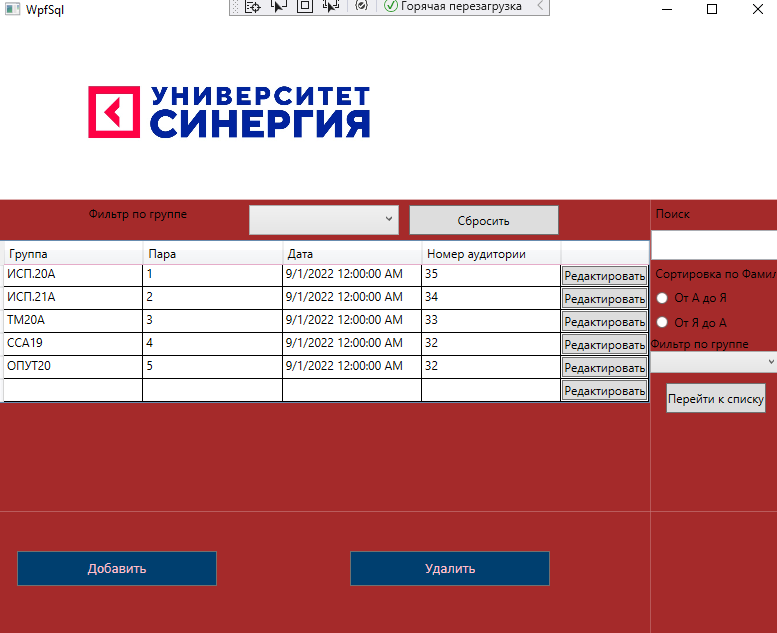 WpfSql
Горячая перезагрузка
УНИВЕРСИТЕТ
СИНЕРГИЯ
Фильтр по группе
Сбросить
Поиск
Группа Пара Дата Номер аудитории
ИСП.20А 1 9/1/2022 12:00:00 AM 35 Редактировать
ИСП.21А 2 9/1/2022 12:00:00 AM 34 Редактировать
ТМ20А 3 9/1/2022 12:00:00 AM 33 Редактировать
ССА19 4 9/1/2022 12:00:00 AM 32 Редактировать
ОПУТ20 5 9/1/2022 12:00:00 AM 32 Редактировать
Редактировать
Сортировка по Фамил
От А до Я
От Я до А
Фильтр по группе
Перейти к списку
Добавить
Удалить